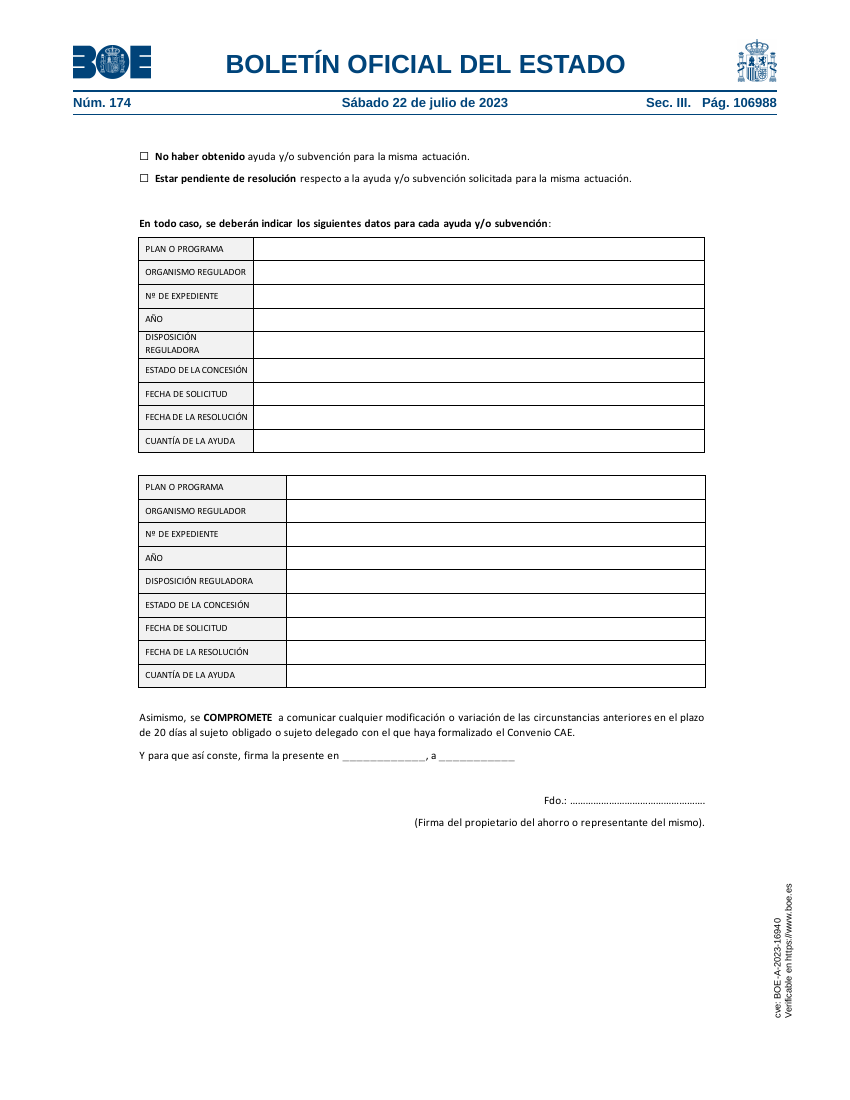 BOE
BOLETÍN OFICIAL DEL ESTADO
Núm. 174 Sábado 22 de julio de 2023 Sec. III. Pág. 106988
☐ No haber obtenido ayuda y/o subvención para la misma actuación.
☐ Estar pendiente de resolución respecto a la ayuda y/o subvención solicitada para la misma actuación.
En todo caso, se deberán indicar los siguientes datos para cada ayuda y/o subvención:
PLAN O PROGRAMA
ORGANISMO REGULADOR
Nº DE EXPEDIENTE
AÑO
DISPOSICIÓN
REGULADORA
ESTADO DE LA CONCESIÓN
FECHA DE SOLICITUD
FECHA DE LA RESOLUCIÓN
CUANTÍA DE LA AYUDA
PLAN O PROGRAMA
ORGANISMO REGULADOR
Nº DE EXPEDIENTE
AÑO
DISPOSICIÓN REGULADORA
ESTADO DE LA CONCESIÓN
FECHA DE SOLICITUD
FECHA DE LA RESOLUCIÓN
CUANTÍA DE LA AYUDA
Asimismo, se COMPROMETE a comunicar cualquier modificación o variación de las circunstancias anteriores en el plazo
de 20 días al sujeto obligado o sujeto delegado con el que haya formalizado el Convenio CAE.
Y para que así conste, firma la presente en _____________, a ____________
Fdo.: ……………………………………………
(Firma del propietario del ahorro o representante del mismo).
cve: BOE-A-2023-16940
Verificable en https://www.boe.es